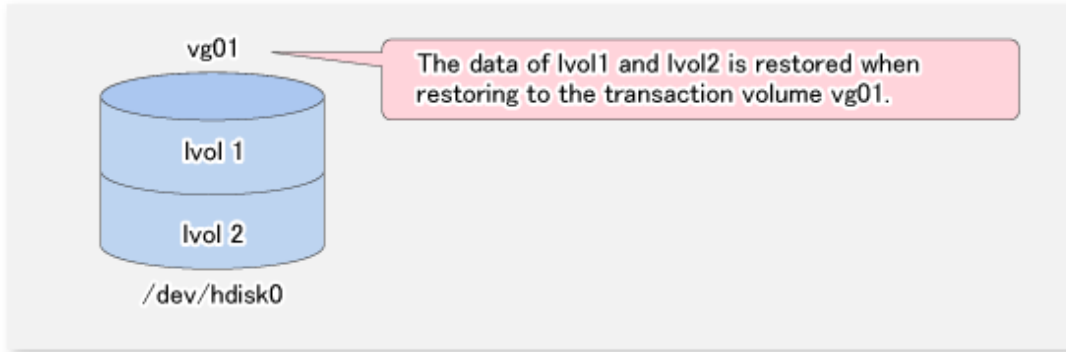 vg01
The data of lvol1 and lvol2 is restored when
restoring to the transaction volume vg01.
lvol 1
lvol 2
/dev/hdisk0